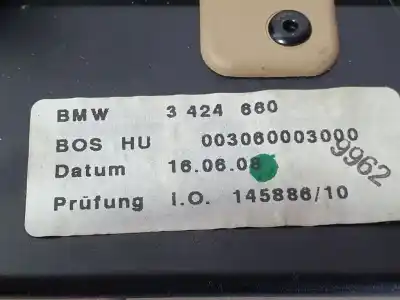 BMW 3 424 660
BOS HU 003060003000
Datum 16.06.08
Prüfung i.O. 145886/10
9962